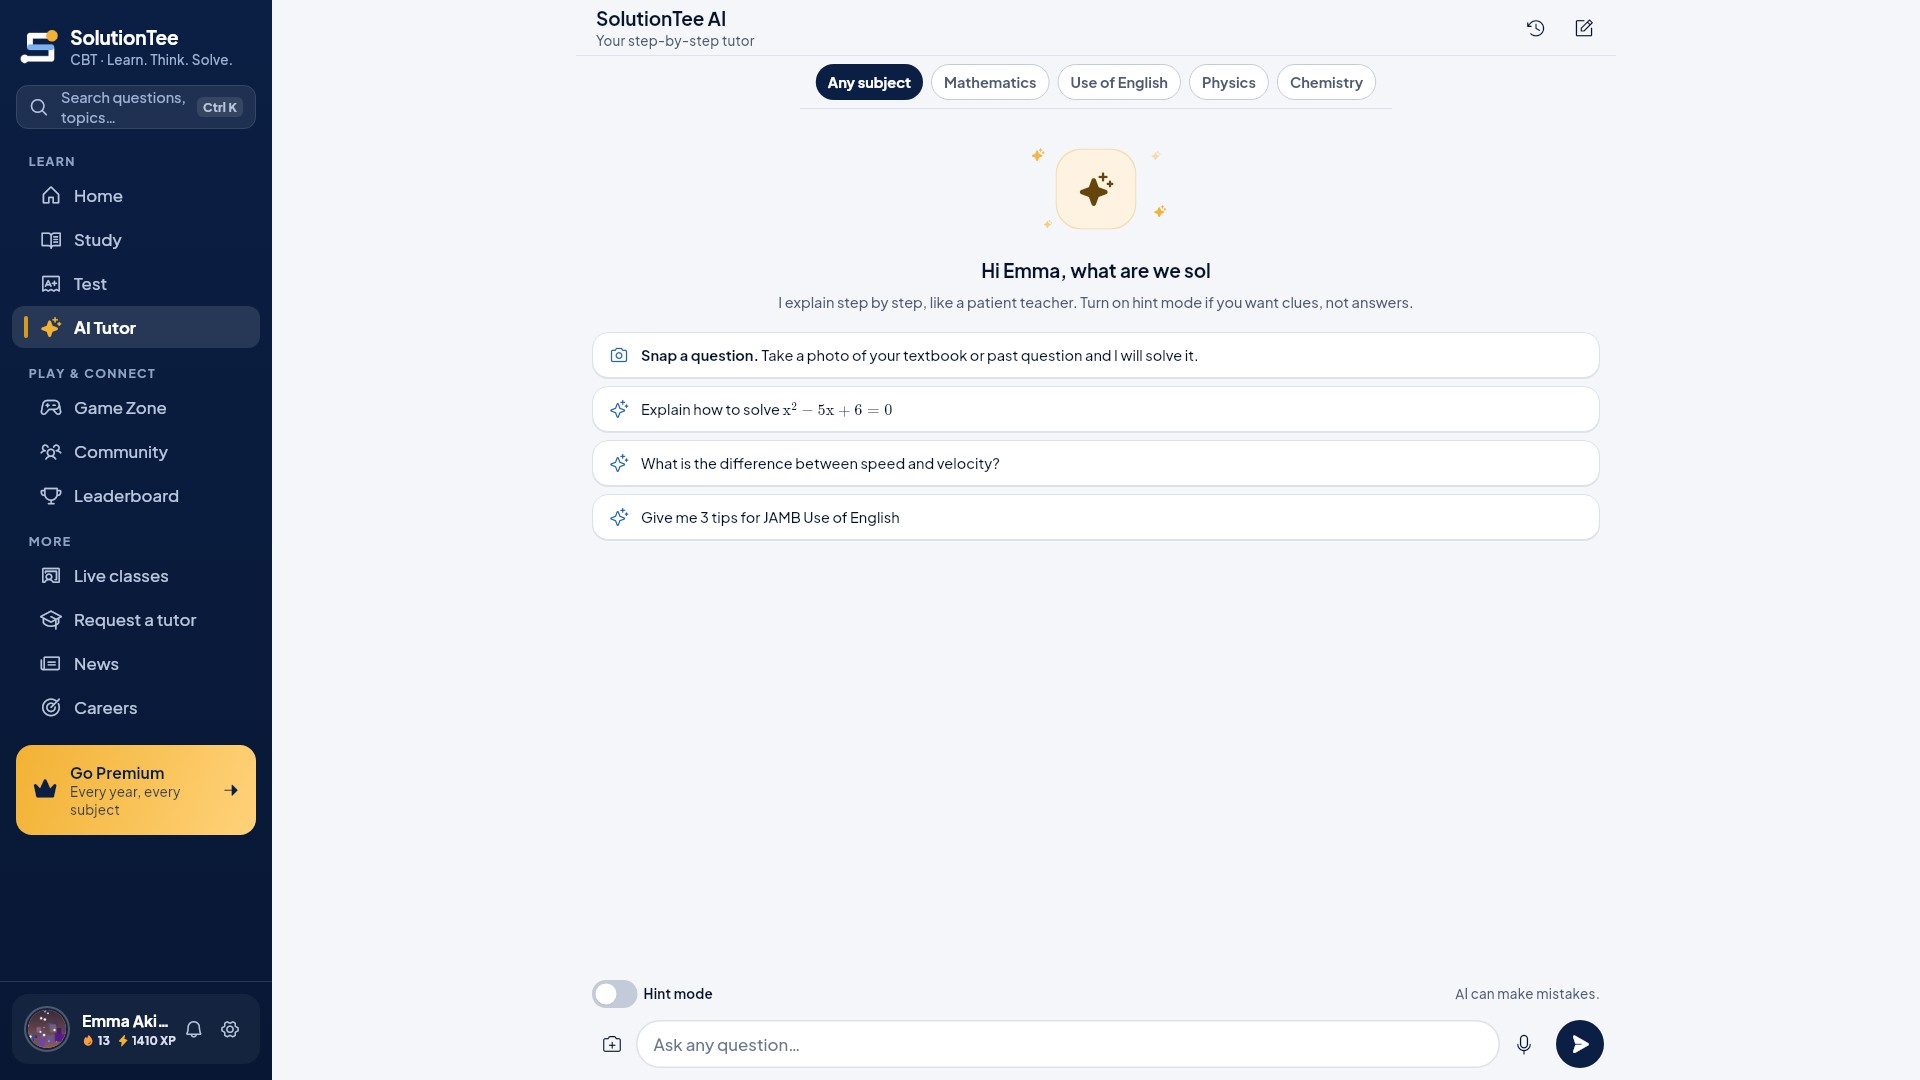 SolutionTee
CBT · Learn. Think. Solve.
Search questions,
topics…
Ctrl K
LEARN
Home
Study
Test
AI Tutor
PLAY & CONNECT
Game Zone
Community
Leaderboard
MORE
Live classes
Request a tutor
News
Careers
Go Premium
Every year, every
subject
Emma Aki…
13 1410 XP
SolutionTee AI
Your step-by-step tutor
Any subject
Mathematics
Use of English
Physics
Chemistry
Hi Emma, what are we sol
I explain step by step, like a patient teacher. Turn on hint mode if you want clues, not answers.
Snap a question. Take a photo of your textbook or past question and I will solve it.
Explain how to solve x² − 5x + 6 = 0
What is the difference between speed and velocity?
Give me 3 tips for JAMB Use of English
Hint mode
AI can make mistakes.
Ask any question…